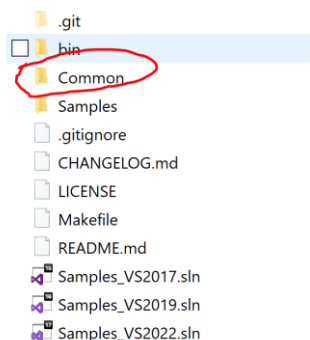 .git
bin
Common
Samples
.gitignore
CHANGELOG.md
LICENSE
Makefile
README.md
Samples_VS2017.sln
Samples_VS2019.sln
Samples_VS2022.sln